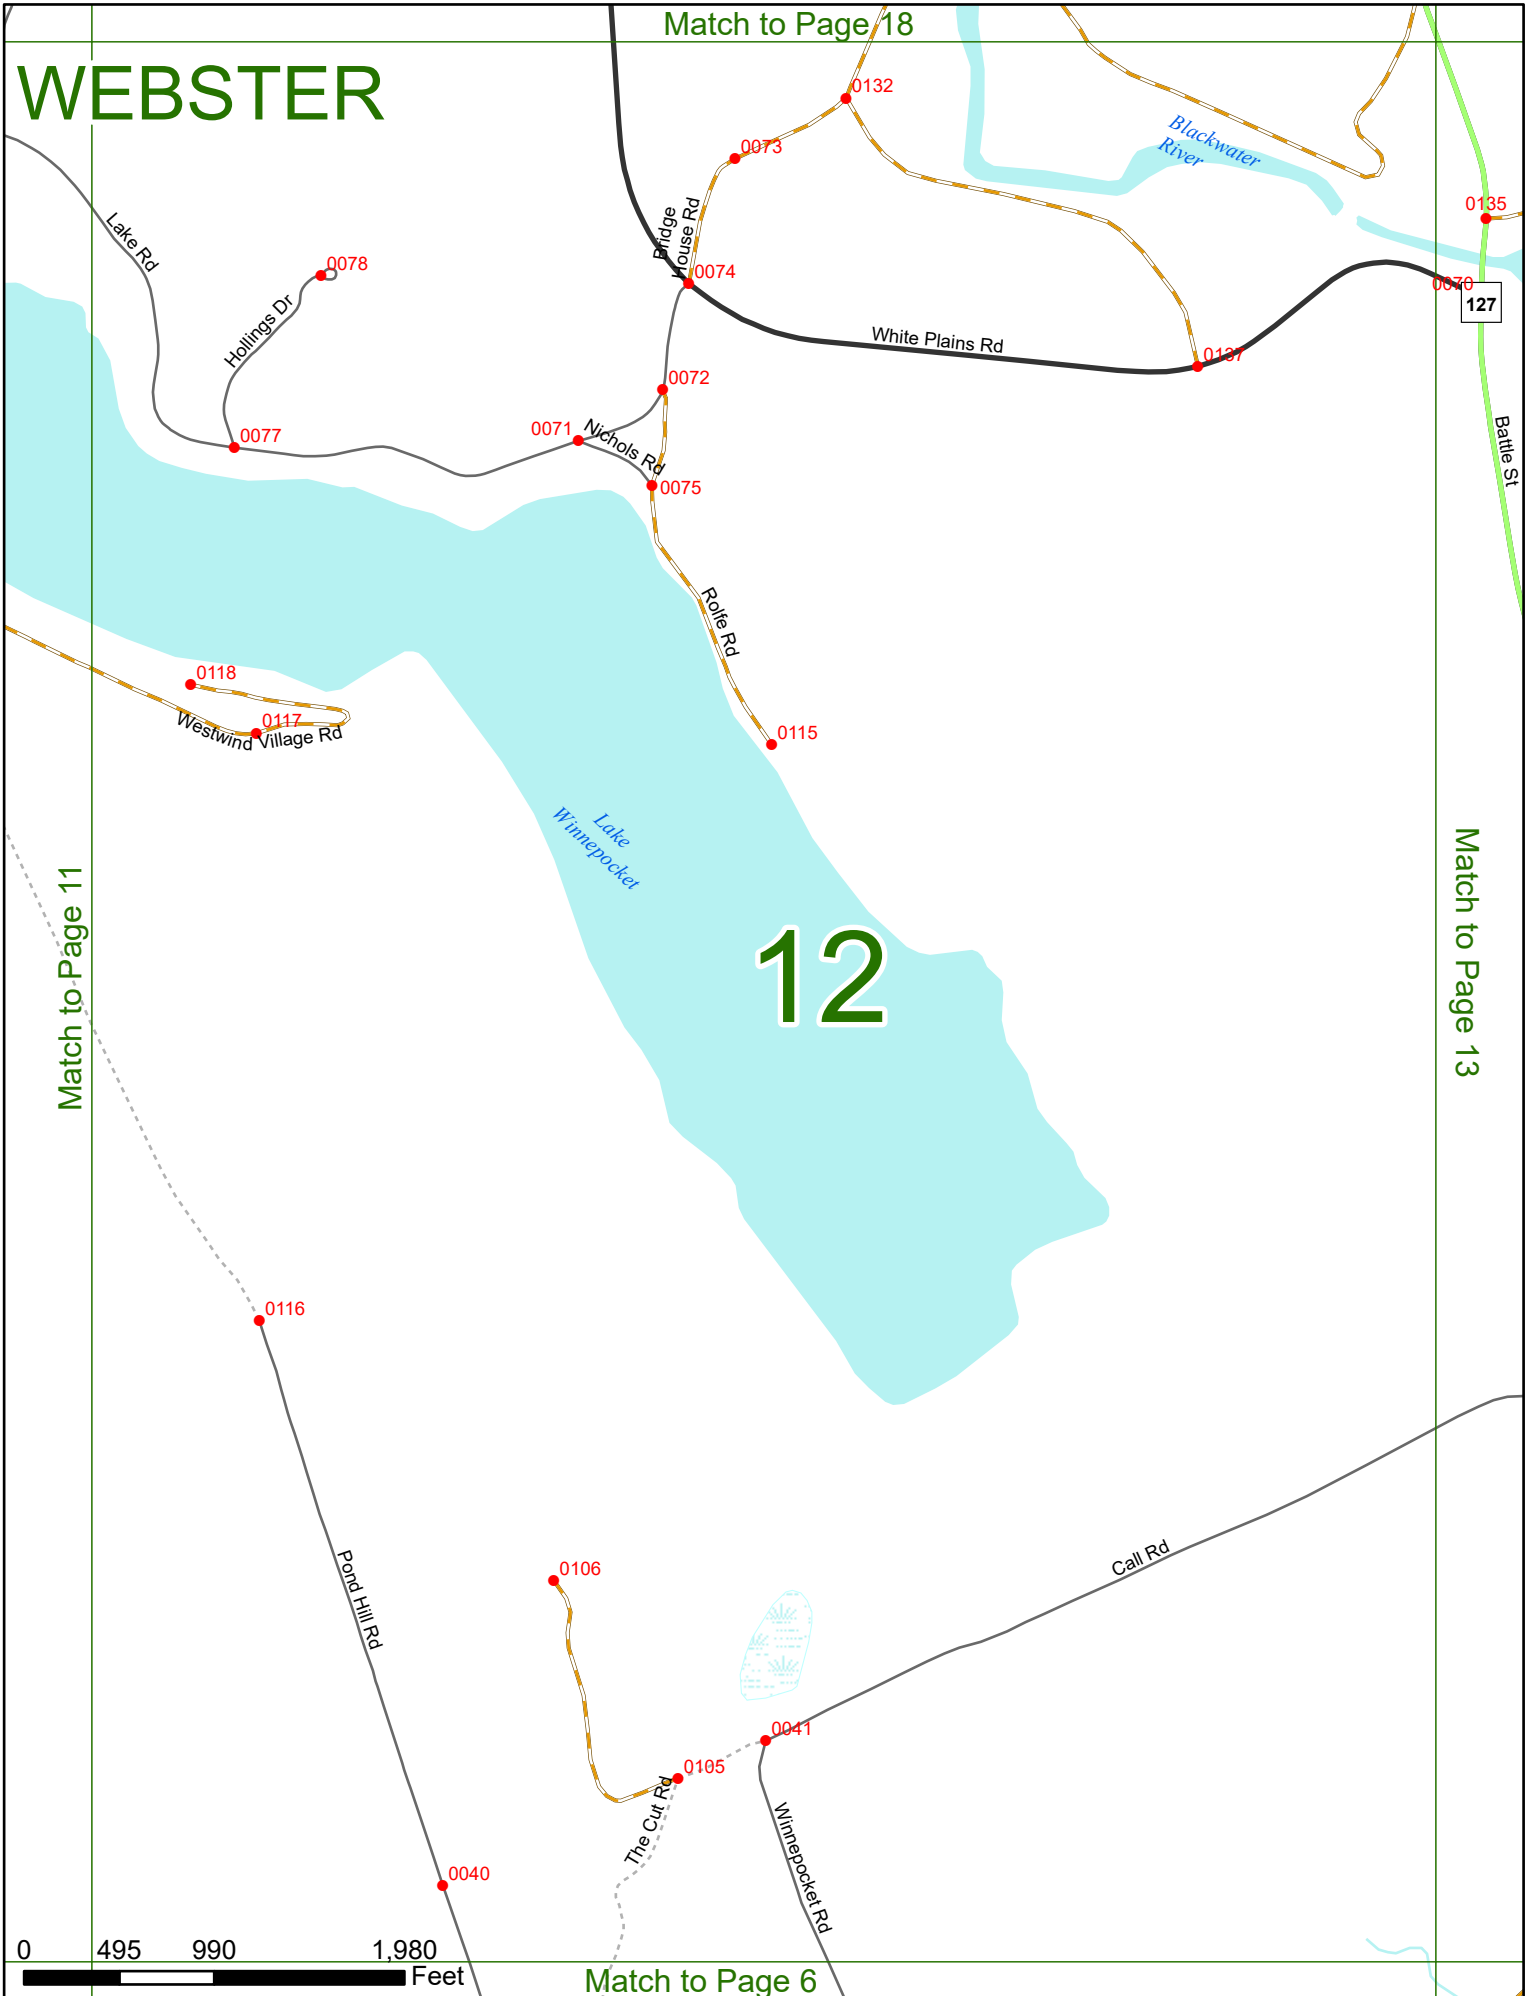 Match to Page 18
WEBSTER
0132
0073
Blackwater
River
0135
Lake Rd
Bridge
House Rd
0078
0074
0070
127
Hollings Dr
White Plains Rd
0137
0072
0077
0071
Nichols Rd
Battle St
0075
Rolfe Rd
0118
0117
Westwind Village Rd
0115
Lake
Winnepocket
Match to Page 11
12
Match to Page 13
0116
Pond Hill Rd
0106
Call Rd
0041
0105
The Cut Rd
Winnepocket Rd
0040
0 495 990 1,980
Feet
Match to Page 6